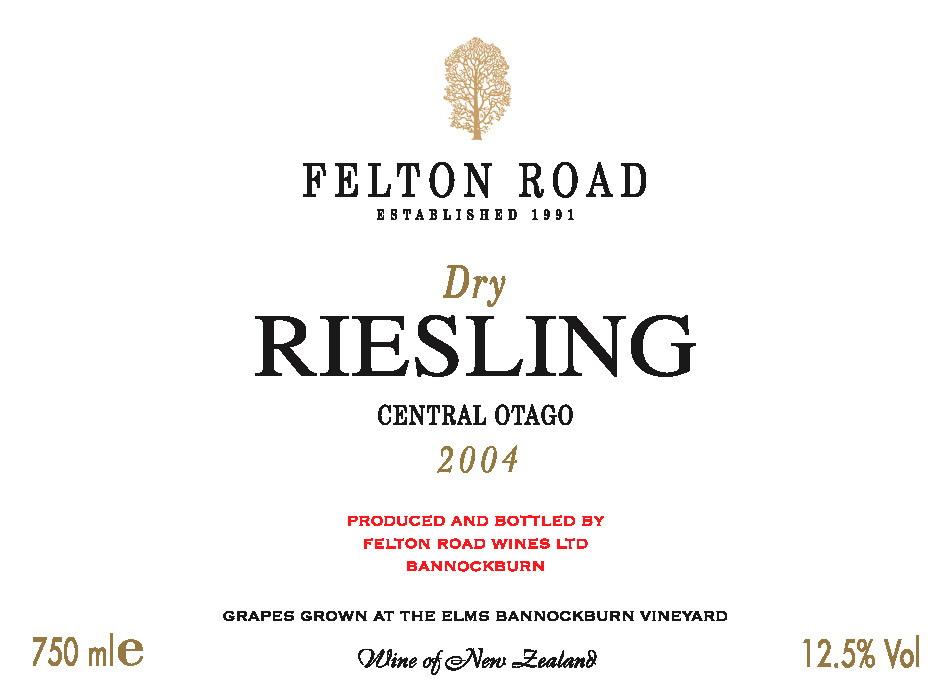 FELTON ROAD
ESTABLISHED 1991
Dry
RIESLING
CENTRAL OTAGO
2004
PRODUCED AND BOTTLED BY
FELTON ROAD WINES LTD
BANNOCKBURN
GRAPES GROWN AT THE ELMS BANNOCKBURN VINEYARD
750 ml e
Wine of New Zealand
12.5% Vol